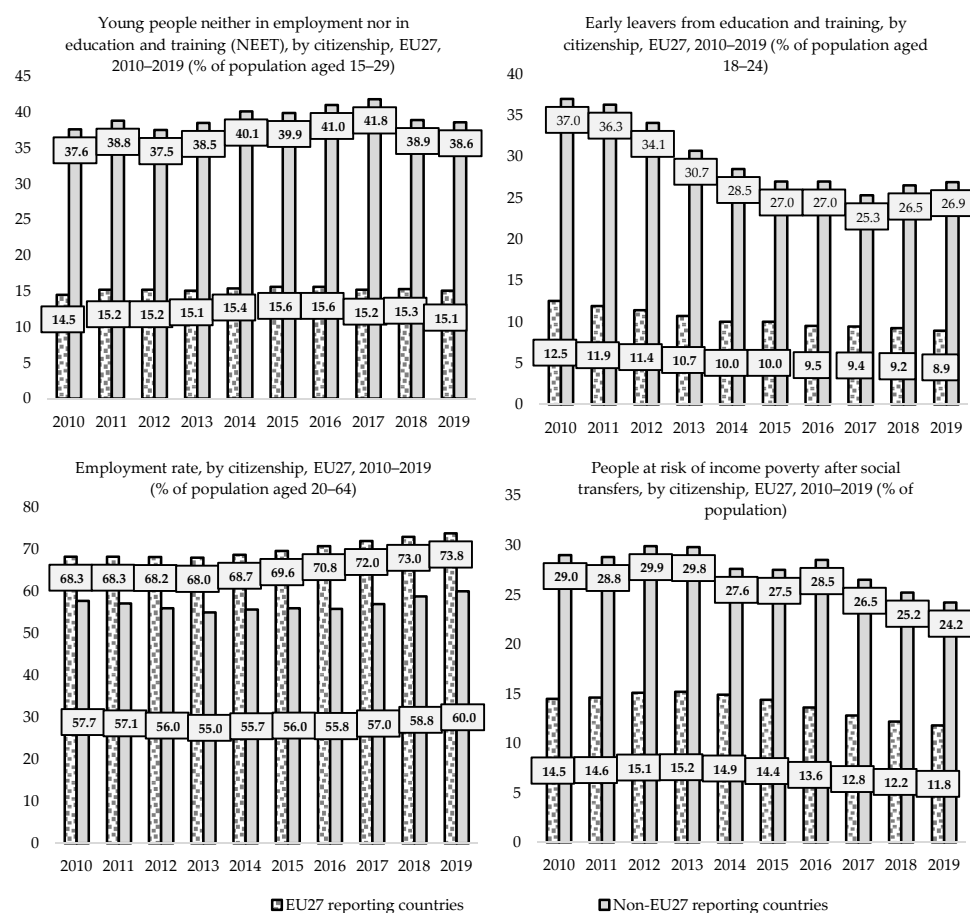 Young people neither in employment nor in
education and training (NEET), by citizenship, EU27,
2010–2019 (% of population aged 15–29)
45
40
35
30
25
20
15
10
5
0
37.6 38.8 37.5 38.5 40.1 39.9 41.0 41.8 38.9 38.6
14.5 15.2 15.2 15.1 15.4 15.6 15.6 15.2 15.3 15.1
2010 2011 2012 2013 2014 2015 2016 2017 2018 2019
Early leavers from education and training, by
citizenship, EU27, 2010–2019 (% of population aged
18–24)
40
35
30
25
20
15
10
5
0
37.0 36.3 34.1 30.7 28.5 27.0 27.0 25.3 26.5 26.9
12.5 11.9 11.4 10.7 10.0 10.0 9.5 9.4 9.2 8.9
2010 2011 2012 2013 2014 2015 2016 2017 2018 2019
Employment rate, by citizenship, EU27, 2010–2019
(% of population aged 20–64)
80
70
60
50
40
30
20
10
0
68.3 68.3 68.2 68.0 68.7 69.6 70.8 72.0 73.0 73.8
57.7 57.1 56.0 55.0 55.7 56.0 55.8 57.0 58.8 60.0
2010 2011 2012 2013 2014 2015 2016 2017 2018 2019
People at risk of income poverty after social
transfers, by citizenship, EU27, 2010–2019 (% of
population)
35
30
25
20
15
10
5
0
29.0 28.8 29.9 29.8 27.6 27.5 28.5 26.5 25.2 24.2
14.5 14.6 15.1 15.2 14.9 14.4 13.6 12.8 12.2 11.8
2010 2011 2012 2013 2014 2015 2016 2017 2018 2019
EU27 reporting countries
Non-EU27 reporting countries